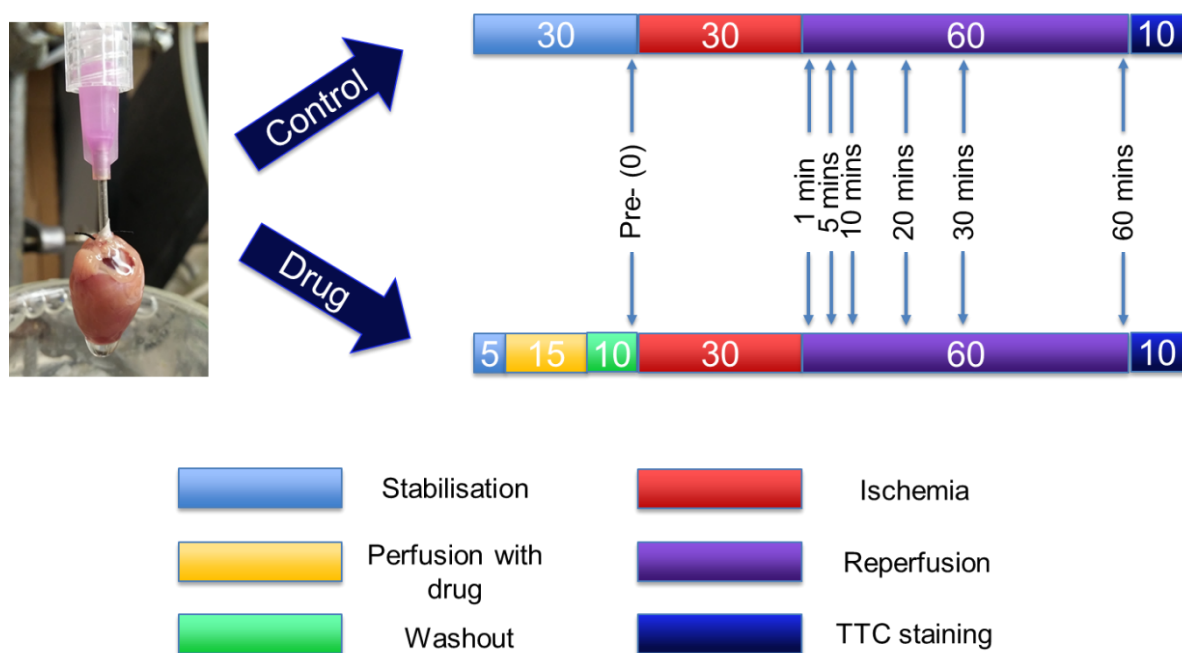 30 30 60 10
Control
Pre- (0)
1 min
5 mins
10 mins
20 mins
30 mins
60 mins
Drug
5 15 10 30 60 10
Stabilisation
Ischemia
Perfusion with
drug
Reperfusion
Washout
TTC staining